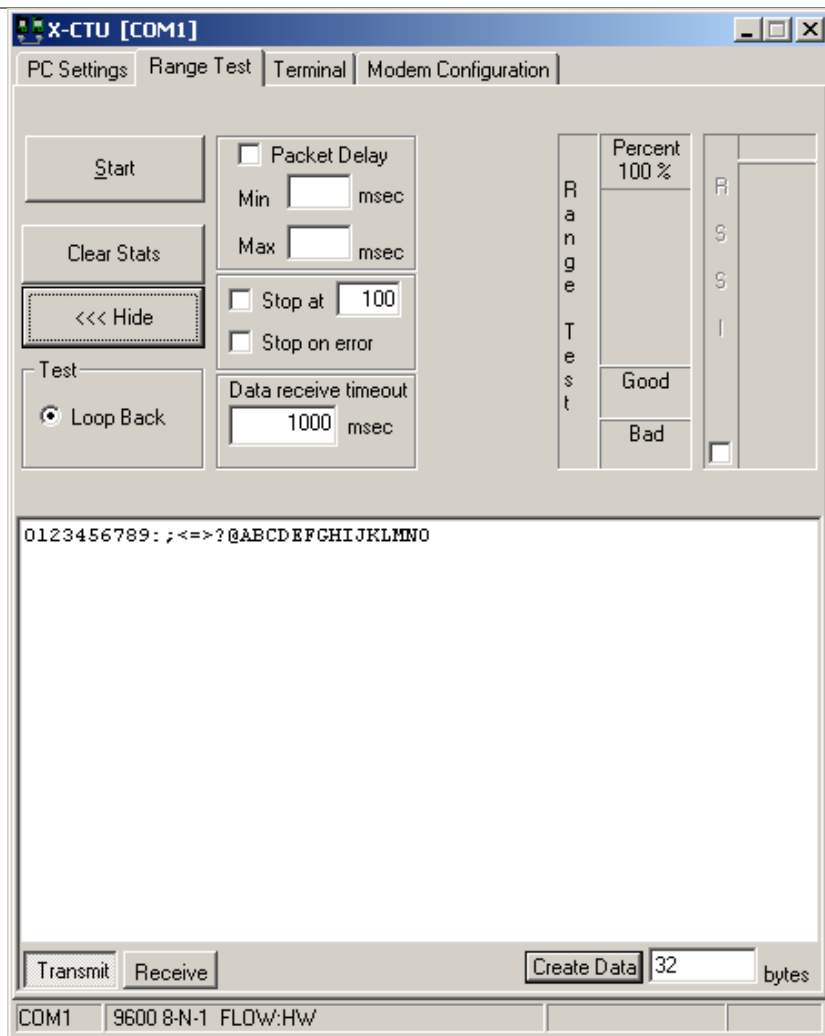 X-CTU [COM1]
PC Settings Range Test Terminal Modem Configuration
Start
Clear Stats
<<< Hide
Test
Loop Back
Packet Delay
Min msec
Max msec
Stop at 100
Stop on error
Data receive timeout
1000 msec
Range Test
Percent
100 %
Good
Bad
RSSI
0123456789:;<=>?@ABCDEFGHIJKLMNO
Transmit Receive Create Data 32 bytes
COM1 9600 8-N-1 FLOW:HW